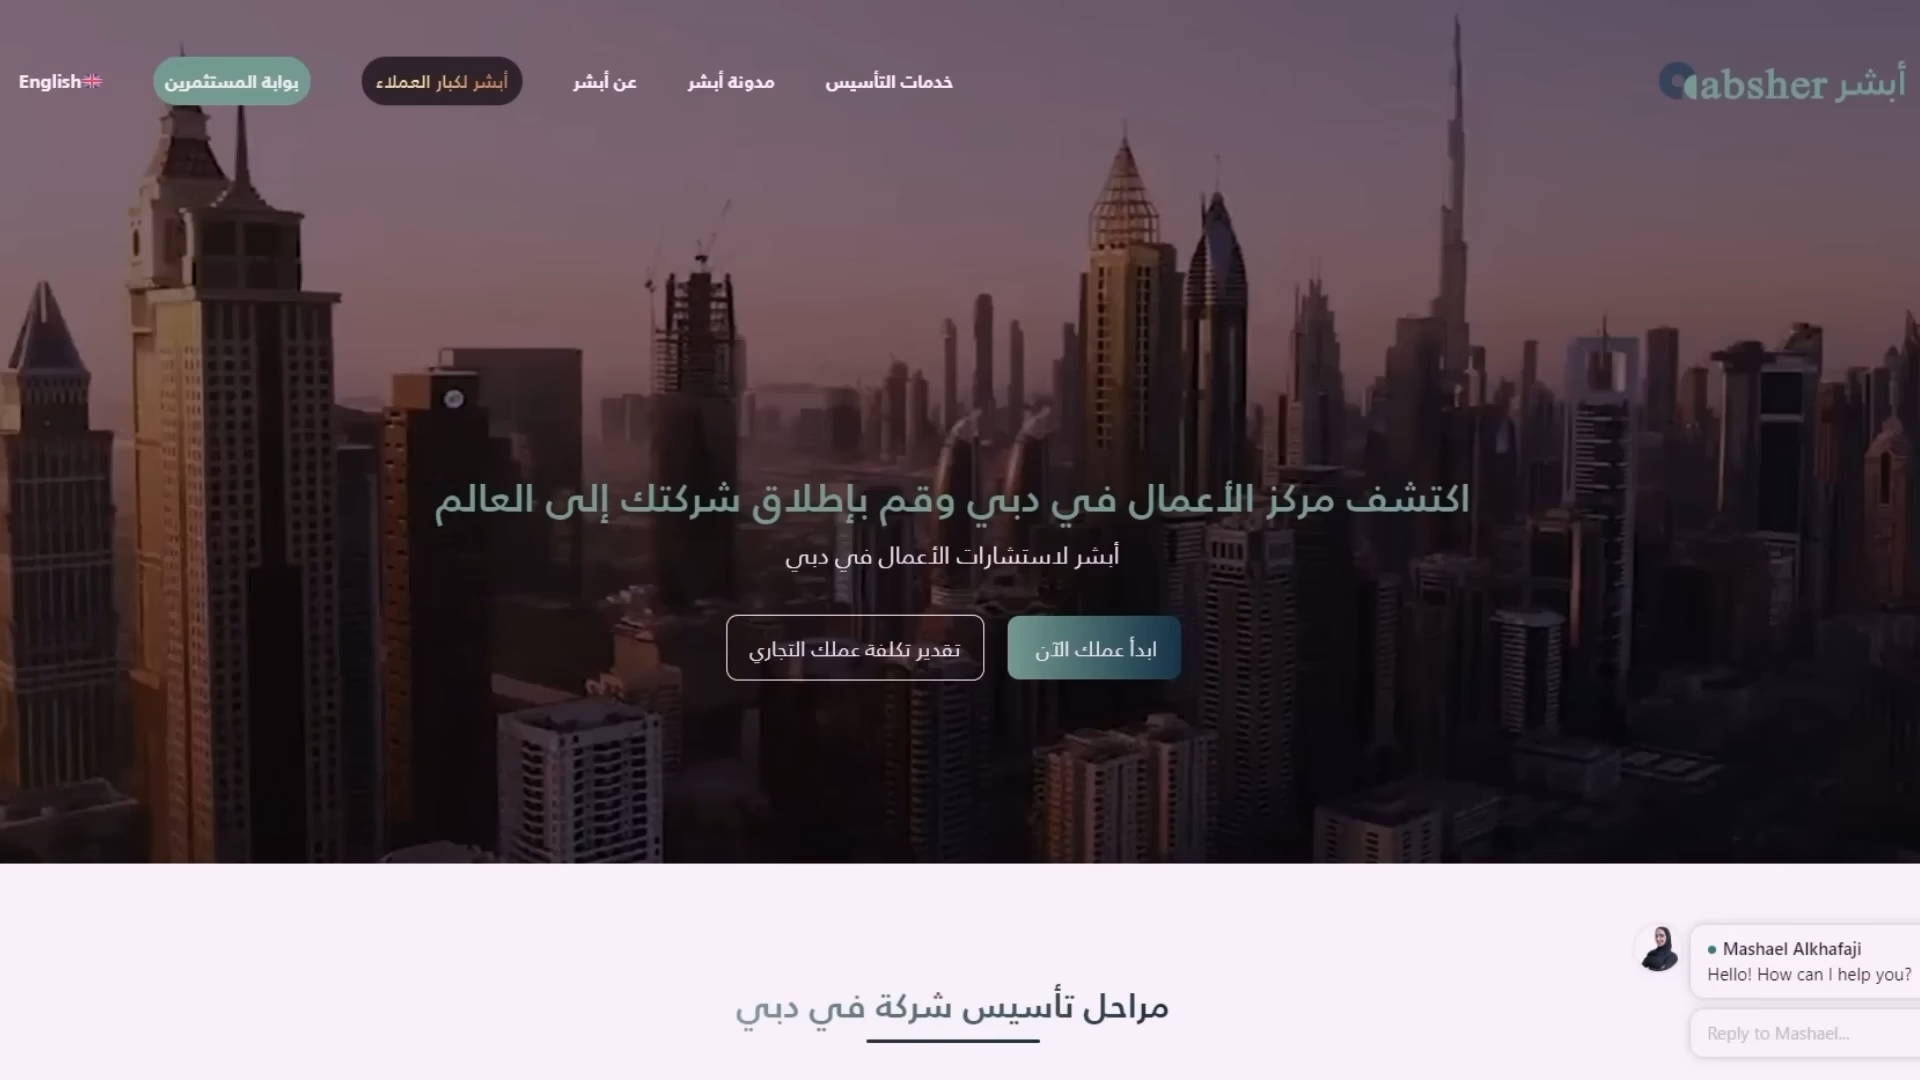 أبشر absher
خدمات التأسيس
مدونة أبشر
عن أبشر
أبشر لكبار العملاء
بوابة المستثمرين
English
اكتشف مركز الأعمال في دبي وقم بإطلاق شركتك إلى العالم
أبشر لاستشارات الأعمال في دبي
ابدأ عملك الآن
تقدير تكلفة عملك التجاري
مراحل تأسيس شركة في دبي
Mashael Alkhafaji
Hello! How can I help you?
Reply to Mashael...